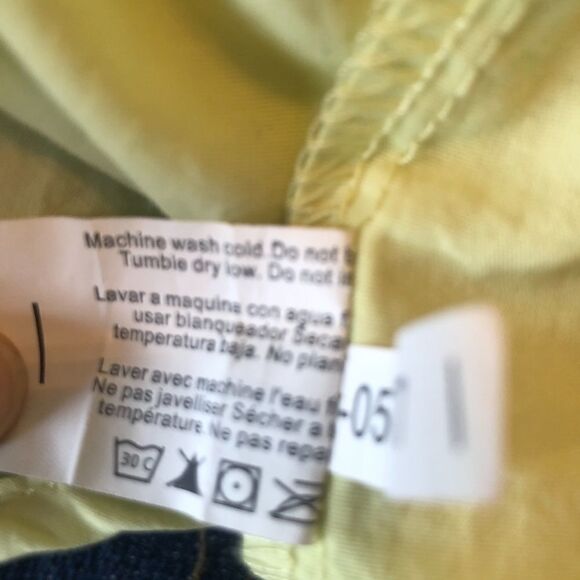 Machine wash cold. Do not
Tumble dry low. Do not
Lavar a maquina con agua
usar blanqueador
temperatura baja. No
Laver avec machine l'eau
Ne pas javelliser Sécher a
température Ne pas
30 C
-05